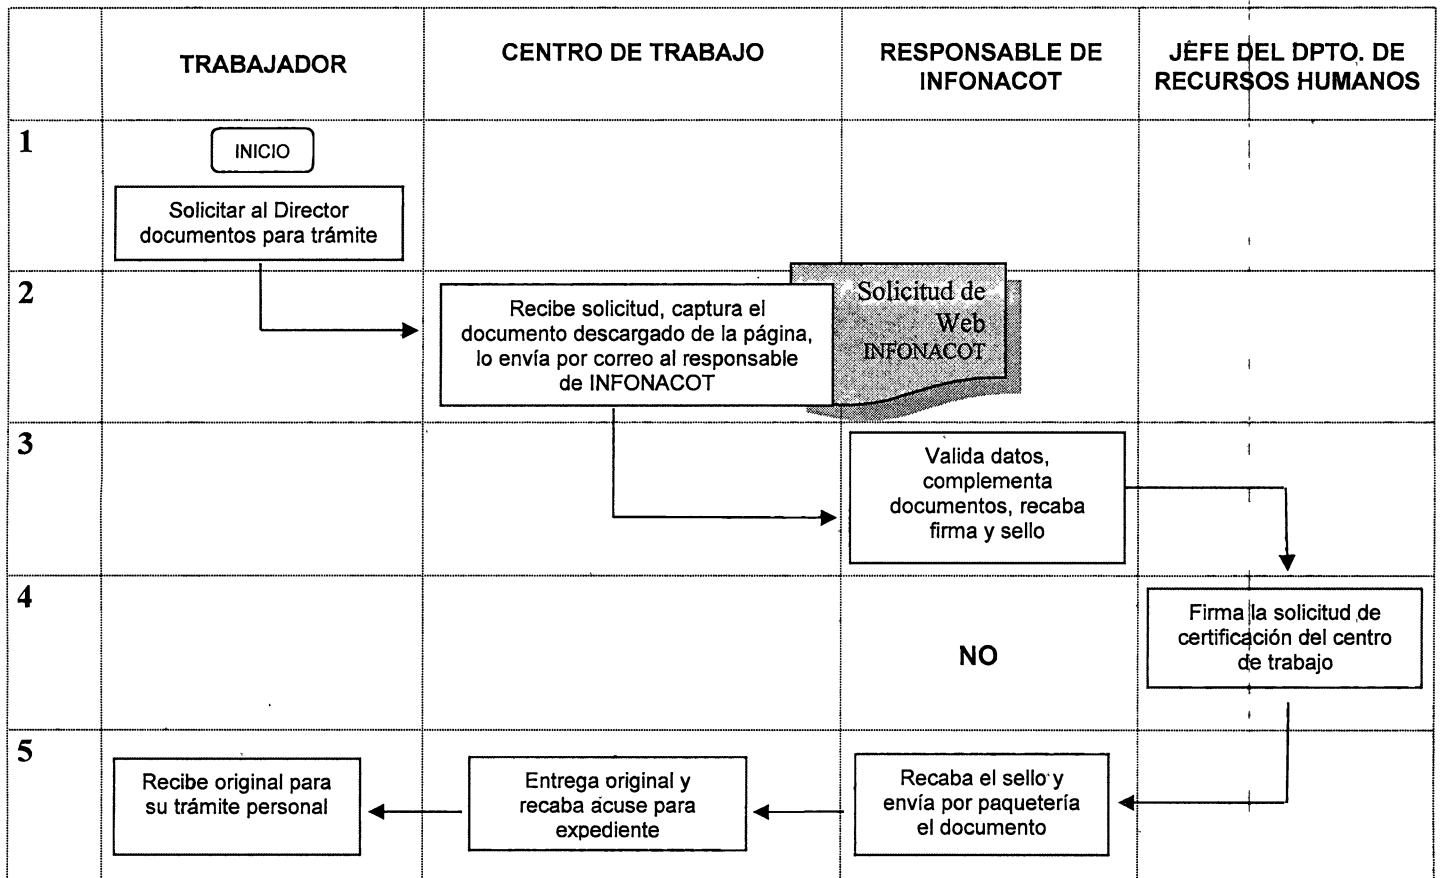 TRABAJADOR
CENTRO DE TRABAJO
RESPONSABLE DE
INFONACOT
JEFE DEL DPTO. DE
RECURSOS HUMANOS
1
INICIO
Solicitar al Director
documentos para trámite
2
Recibe solicitud, captura el
documento descargado de la página,
lo envía por correo al responsable
de INFONACOT
Solicitud de
Web
INFONACOT
3
Valida datos,
complementa
documentos, recaba
firma y sello
4
NO
Firma la solicitud de
certificación del centro
de trabajo
5
Recibe original para
su trámite personal
Entrega original y
recaba acuse para
expediente
Recaba el sello y
envía por paquetería
el documento